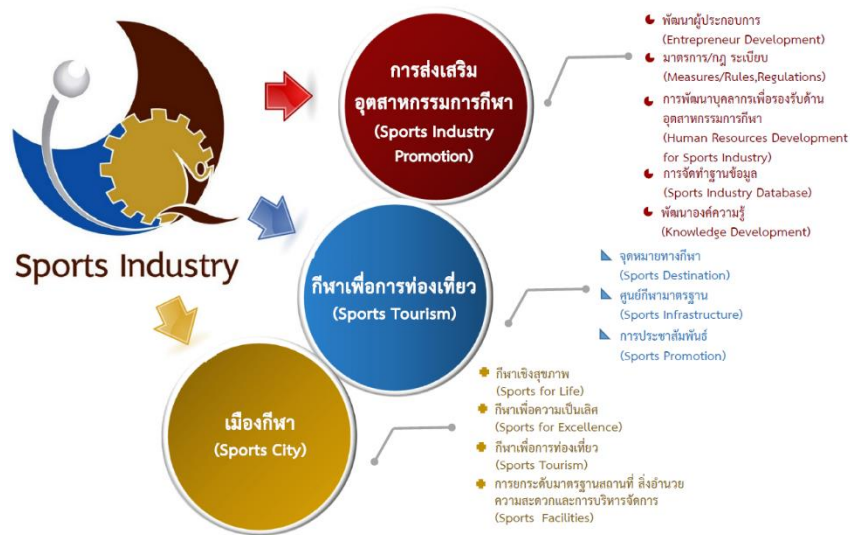 Sports Industry
การส่งเสริม
อุตสาหกรรมการกีฬา
(Sports Industry
Promotion)
พัฒนาผู้ประกอบการ
(Entrepreneur Development)
มาตรการ/กฎ ระเบียบ
(Measures/Rules,Regulations)
การพัฒนาบุคลากรเพื่อรองรับด้าน
อุตสาหกรรมการกีฬา
(Human Resources Development
for Sports Industry)
การจัดทำฐานข้อมูล
(Sports Industry Database)
พัฒนาองค์ความรู้
(Knowledge Development)
กีฬาเพื่อการท่องเที่ยว
(Sports Tourism)
จุดหมายทางกีฬา
(Sports Destination)
ศูนย์กีฬามาตรฐาน
(Sports Infrastructure)
การประชาสัมพันธ์
(Sports Promotion)
เมืองกีฬา
(Sports City)
กีฬาเชิงสุขภาพ
(Sports for Life)
กีฬาเพื่อความเป็นเลิศ
(Sports for Excellence)
กีฬาเพื่อการท่องเที่ยว
(Sports Tourism)
การยกระดับมาตรฐานสถานที่ สิ่งอำนวย
ความสะดวกและการบริหารจัดการ
(Sports Facilities)